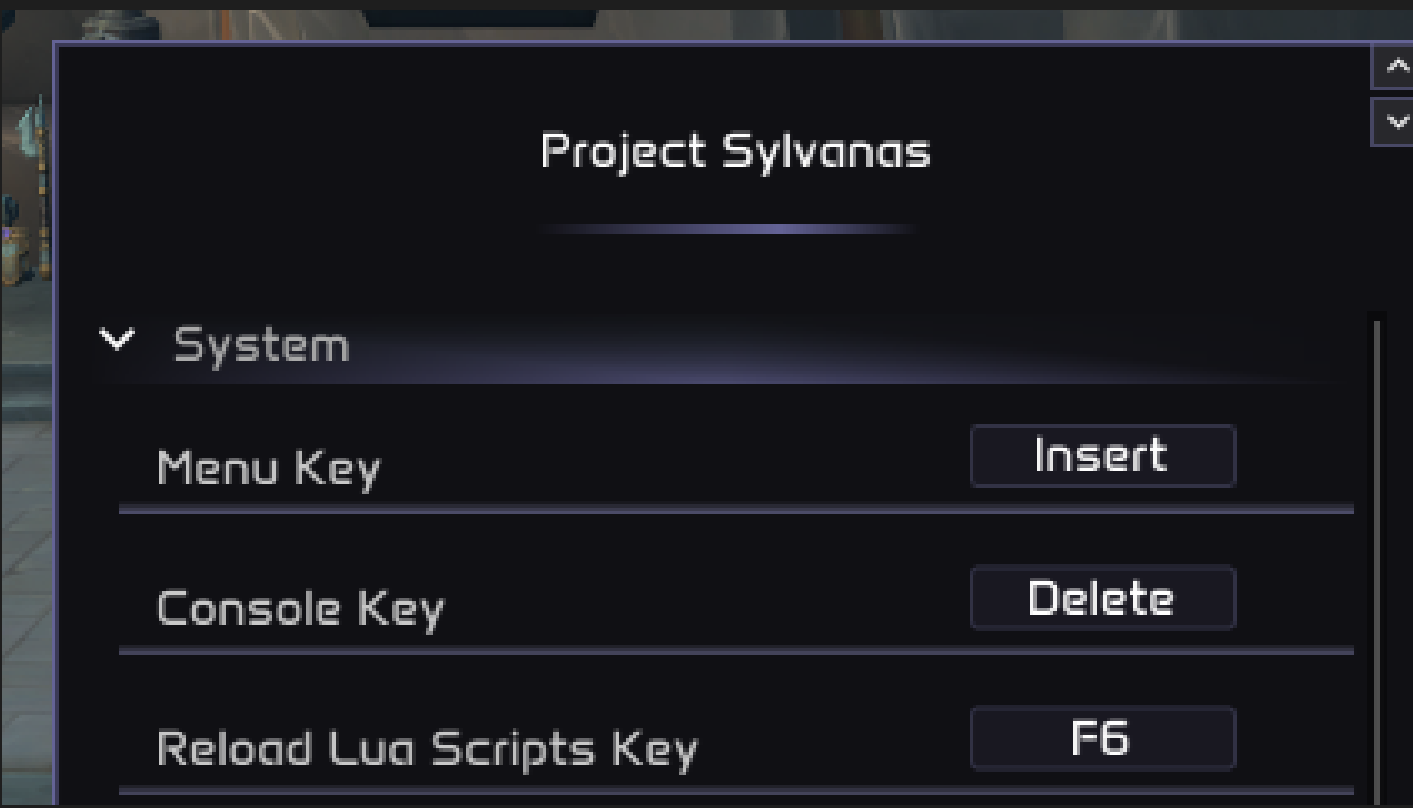 Project Sylvanas
System
Menu Key Insert
Console Key Delete
Reload Lua Scripts Key F6